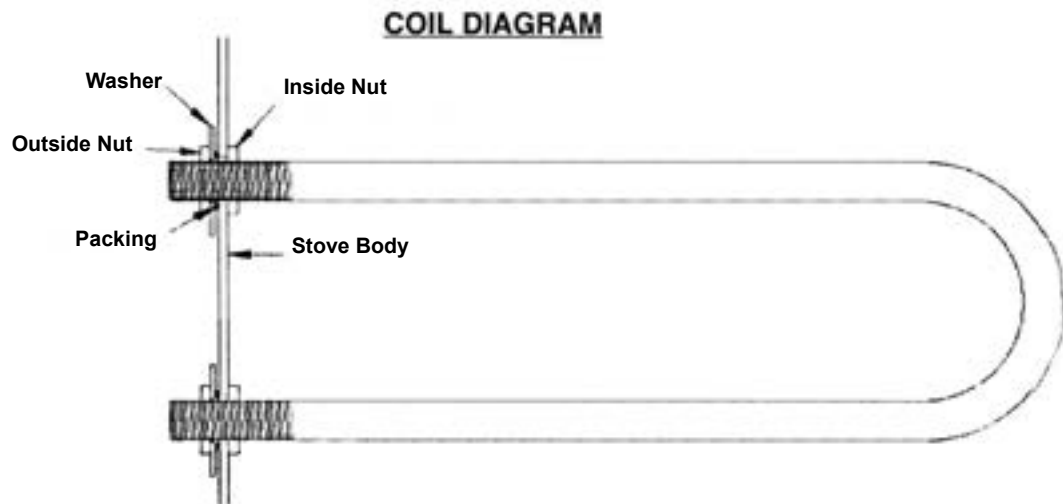 COIL DIAGRAM
Washer
Inside Nut
Outside Nut
Packing
Stove Body